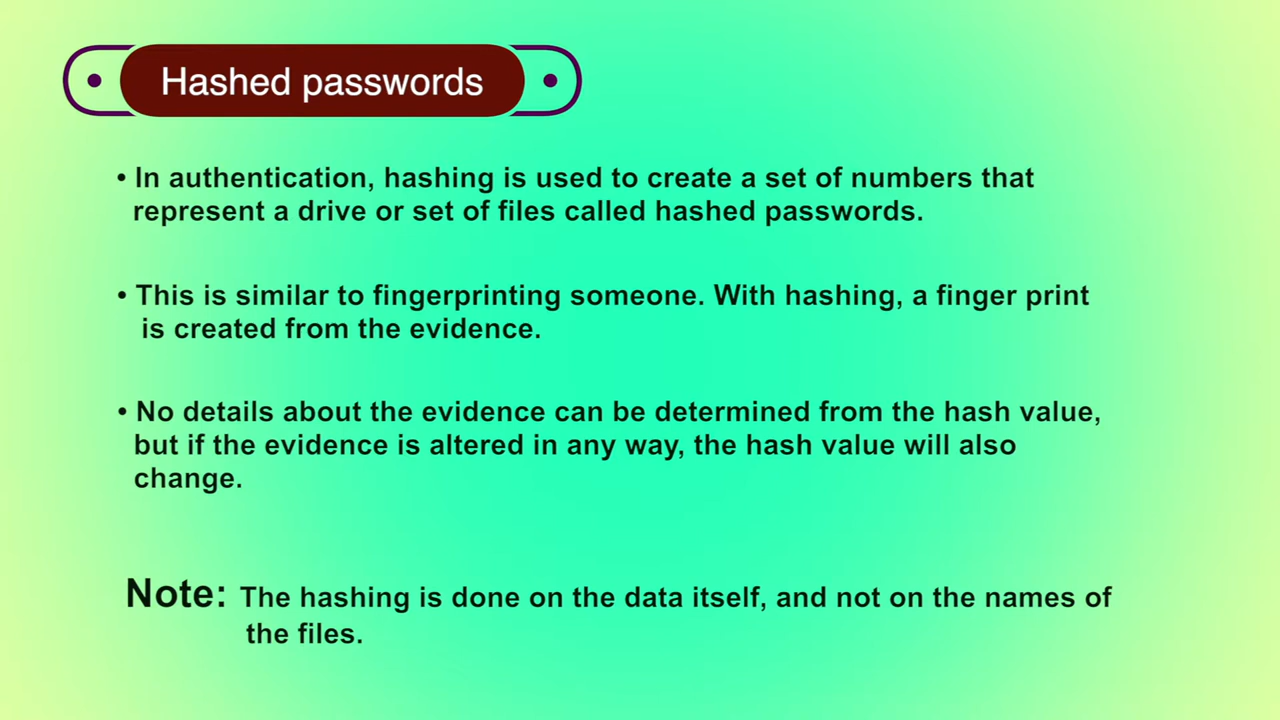 Hashed passwords
• In authentication, hashing is used to create a set of numbers that
represent a drive or set of files called hashed passwords.
• This is similar to fingerprinting someone. With hashing, a finger print
is created from the evidence.
• No details about the evidence can be determined from the hash value,
but if the evidence is altered in any way, the hash value will also
change.
Note: The hashing is done on the data itself, and not on the names of
the files.